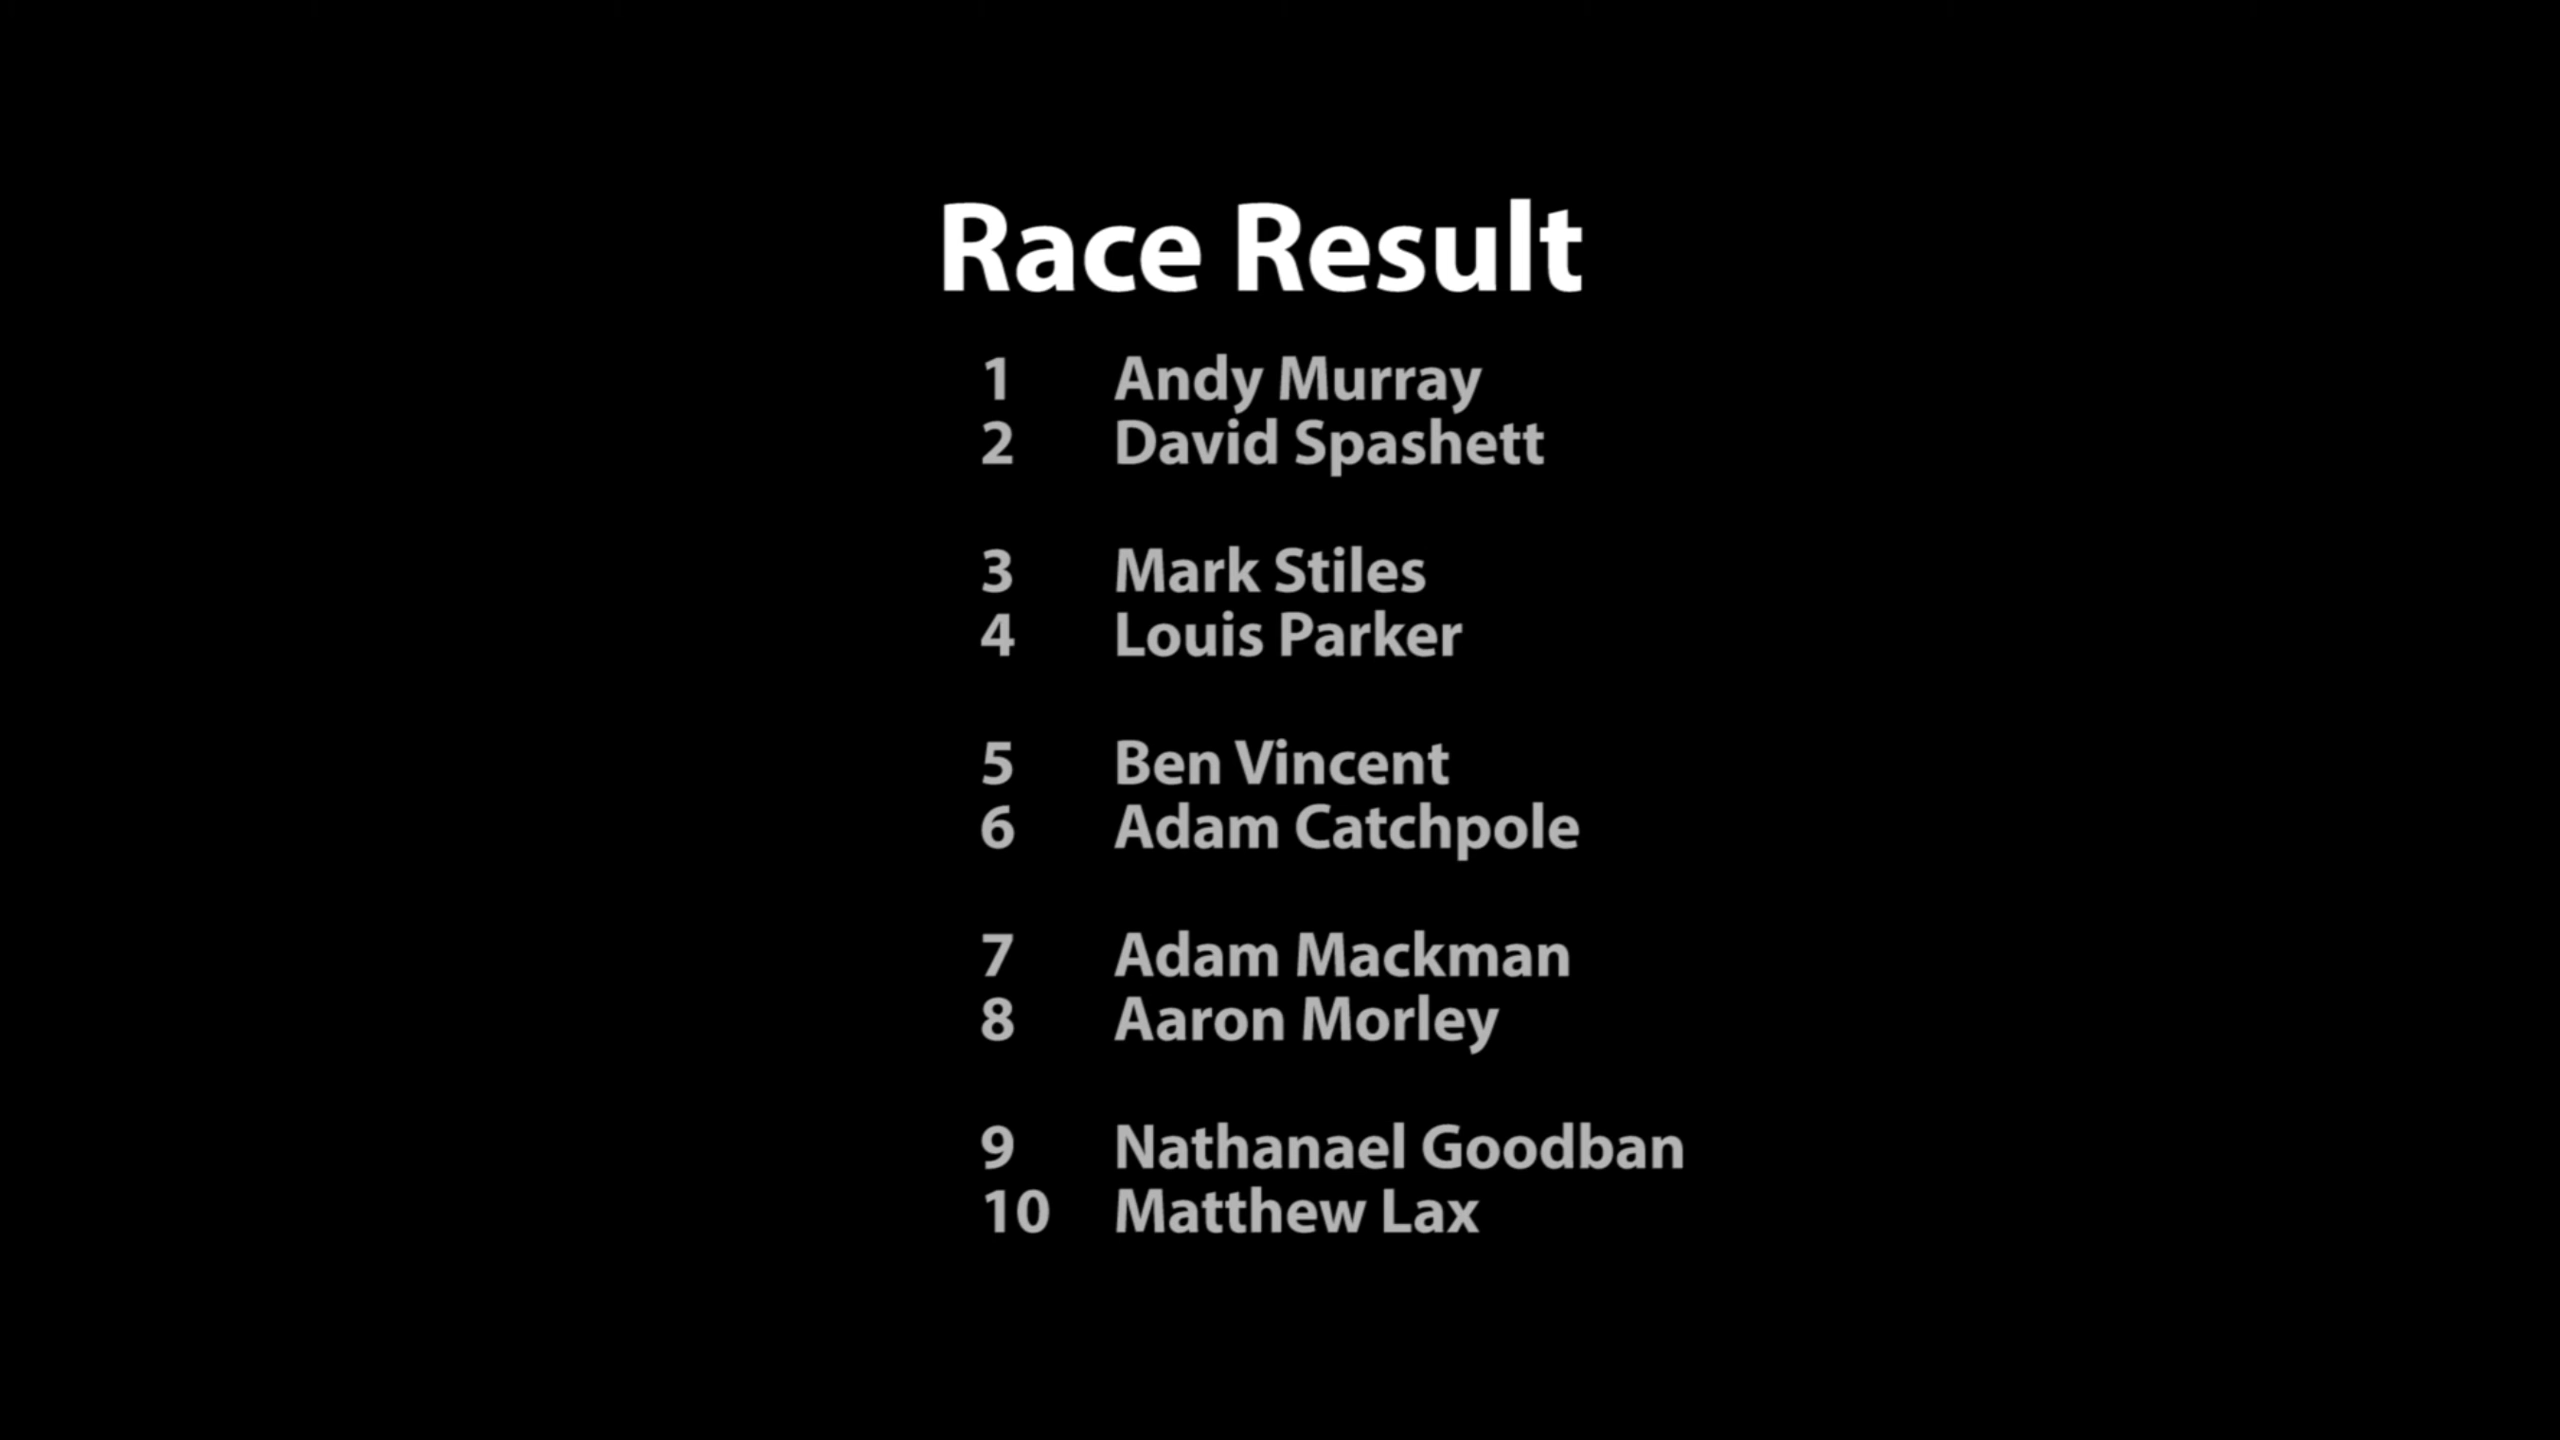 Race Result
1 Andy Murray
2 David Spashett
3 Mark Stiles
4 Louis Parker
5 Ben Vincent
6 Adam Catchpole
7 Adam Mackman
8 Aaron Morley
9 Nathanael Goodban
10 Matthew Lax